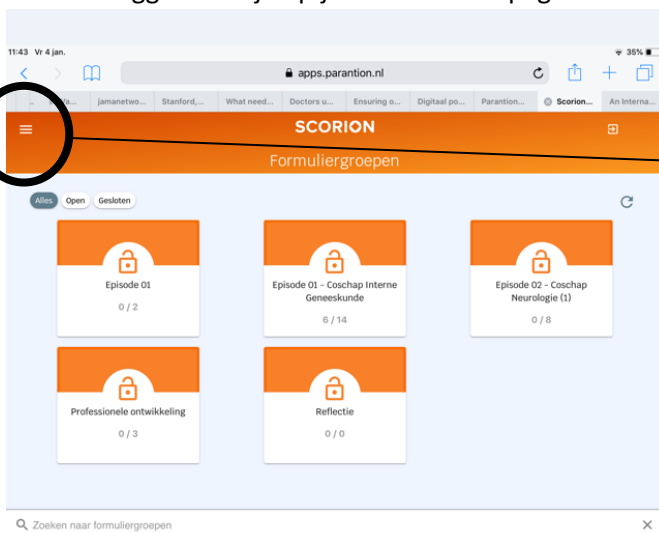 11:43 Vr 4 jan.
35%
apps.parantion.nl
jamanetwo...
Stanford,...
What need...
Doctors u...
Ensuring o...
Digitaal po...
Parantion...
Scorion...
An Interna...
SCORION
Formuliergroepen
Alles Open Gesloten
Episode 01
0 / 2
Episode 01 - Coschap Interne
Geneeskunde
6 / 14
Episode 02 - Coschap
Neurologie (1)
0 / 8
Professionele ontwikkeling
0 / 3
Reflectie
0 / 0
Zoeken naar formuliergroepen